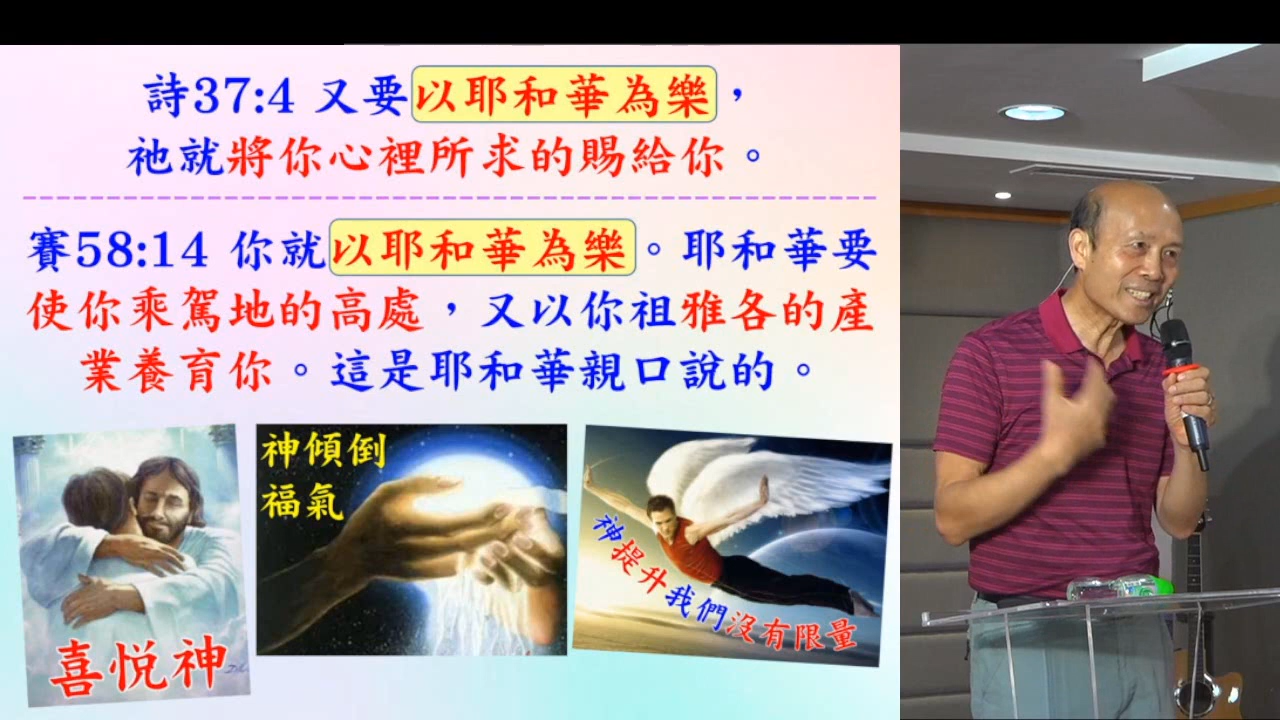 詩37:4 又要以耶和華為樂，
祂就將你心裡所求的賜給你。
賽58:14 你就以耶和華為樂。耶和華要
使你乘駕地的高處，又以你祖雅各的產
業養育你。這是耶和華親口說的。
喜悅神
神傾倒
福氣
神提升我們沒有限量